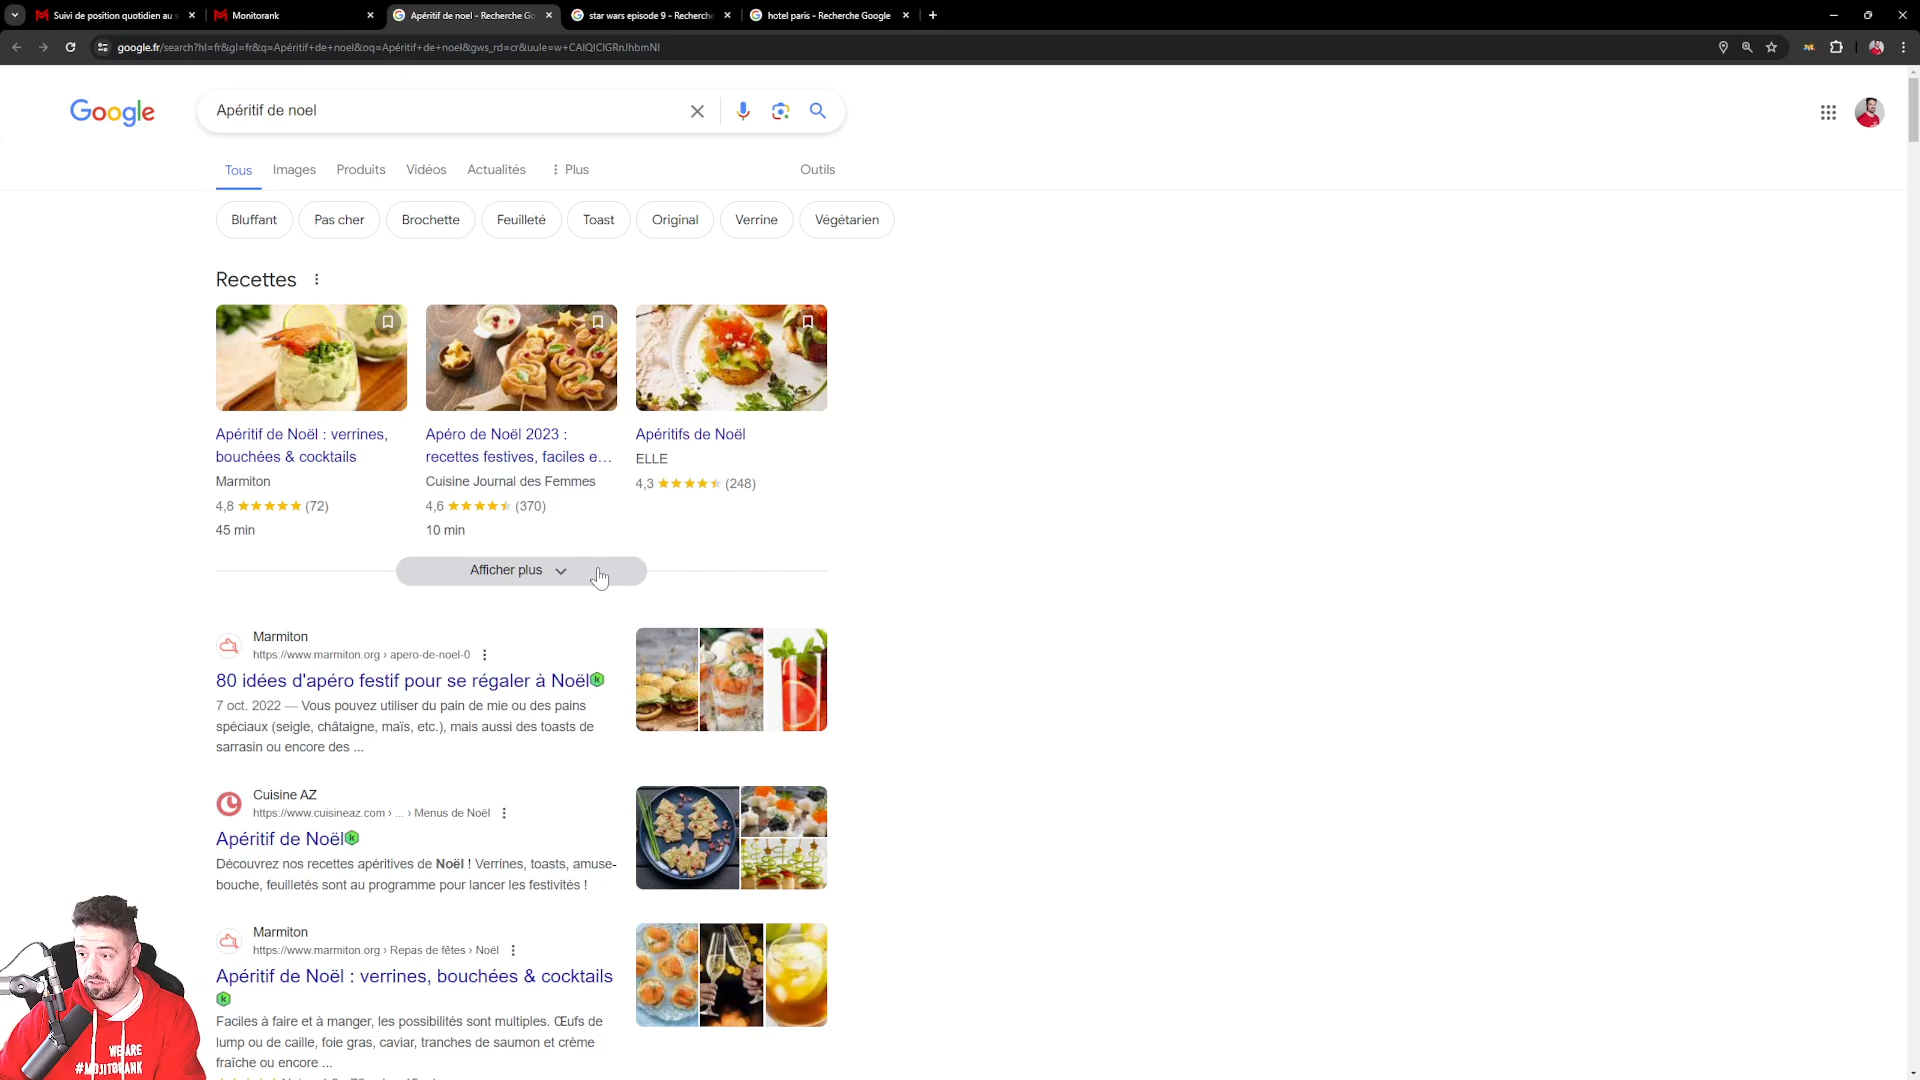 Suivi de position quotidien au s
Monitorank
Apéritif de noel - Recherche Go
star wars episode 9 - Recherche
hotel paris - Recherche Google
google.fr/search?hl=fr&gl=fr&q=Apéritif+de+noel&oq=Apéritif+de+noel&gws_rd=cr&uule=w+CAIQICIGRnJhbmNl
Google
Apéritif de noel
Tous
Images
Produits
Vidéos
Actualités
Plus
Outils
Bluffant
Pas cher
Brochette
Feuilleté
Toast
Original
Verrine
Végétarien
Recettes
Apéritif de Noël : verrines,
bouchées & cocktails
Marmiton
4,8 (72)
45 min
Apéro de Noël 2023 :
recettes festives, faciles e...
Cuisine Journal des Femmes
4,6 (370)
10 min
Apéritifs de Noël
ELLE
4,3 (248)
Afficher plus
Marmiton
https://www.marmiton.org › apero-de-noel-0
80 idées d'apéro festif pour se régaler à Noël
7 oct. 2022 — Vous pouvez utiliser du pain de mie ou des pains
spéciaux (seigle, châtaigne, maïs, etc.), mais aussi des toasts de
sarrasin ou encore des ...
Cuisine AZ
https://www.cuisineaz.com › ... › Menus de Noël
Apéritif de Noël
Découvrez nos recettes apéritives de Noël ! Verrines, toasts, amuse-
bouche, feuilletés sont au programme pour lancer les festivités !
Marmiton
https://www.marmiton.org › Repas de fêtes › Noël
Apéritif de Noël : verrines, bouchées & cocktails
Faciles à faire et à manger, les possibilités sont multiples. Œufs de
lump ou de caille, foie gras, caviar, tranches de saumon et crème
fraîche ou encore ...
WE ARE
#MOJITORANK